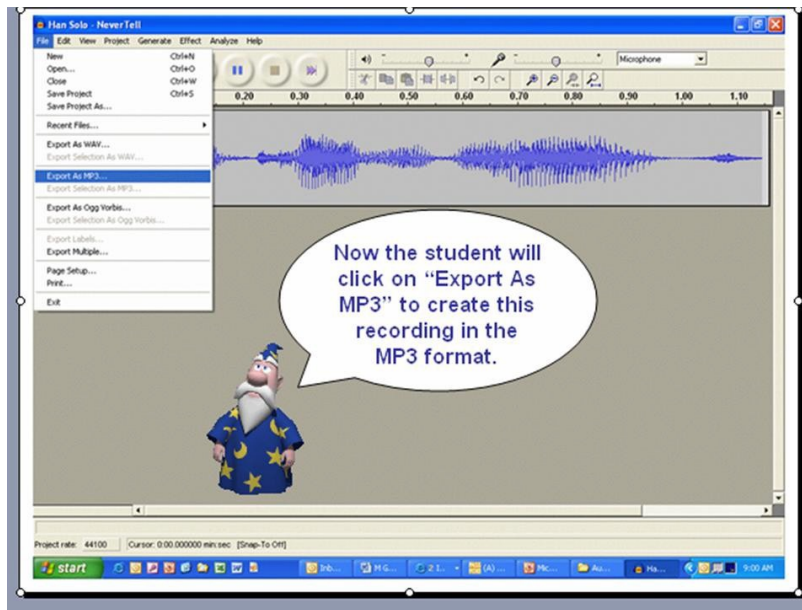 Han Solo - NeverTell
File Edit View Project Generate Effect Analyze Help
New Ctrl+N
Open... Ctrl+O
Close Ctrl+W
Save Project Ctrl+S
Save Project As...
Recent Files...
Export As WAV...
Export Selection As WAV...
Export As MP3...
Export Selection As MP3...
Export As Ogg Vorbis...
Export Selection As Ogg Vorbis...
Export Labels...
Export Multiple...
Page Setup...
Print...
Exit
Microphone
0.20 0.30 0.40 0.50 0.60 0.70 0.80 0.90 1.00 1.10
Now the student will
click on “Export As
MP3” to create this
recording in the
MP3 format.
Project rate: 44100 Cursor: 0:00.000000 min:sec [Snap-To Off]
start Inb... M G... 2 I... (A) ... Mic... Au... Ha... 9:00 AM